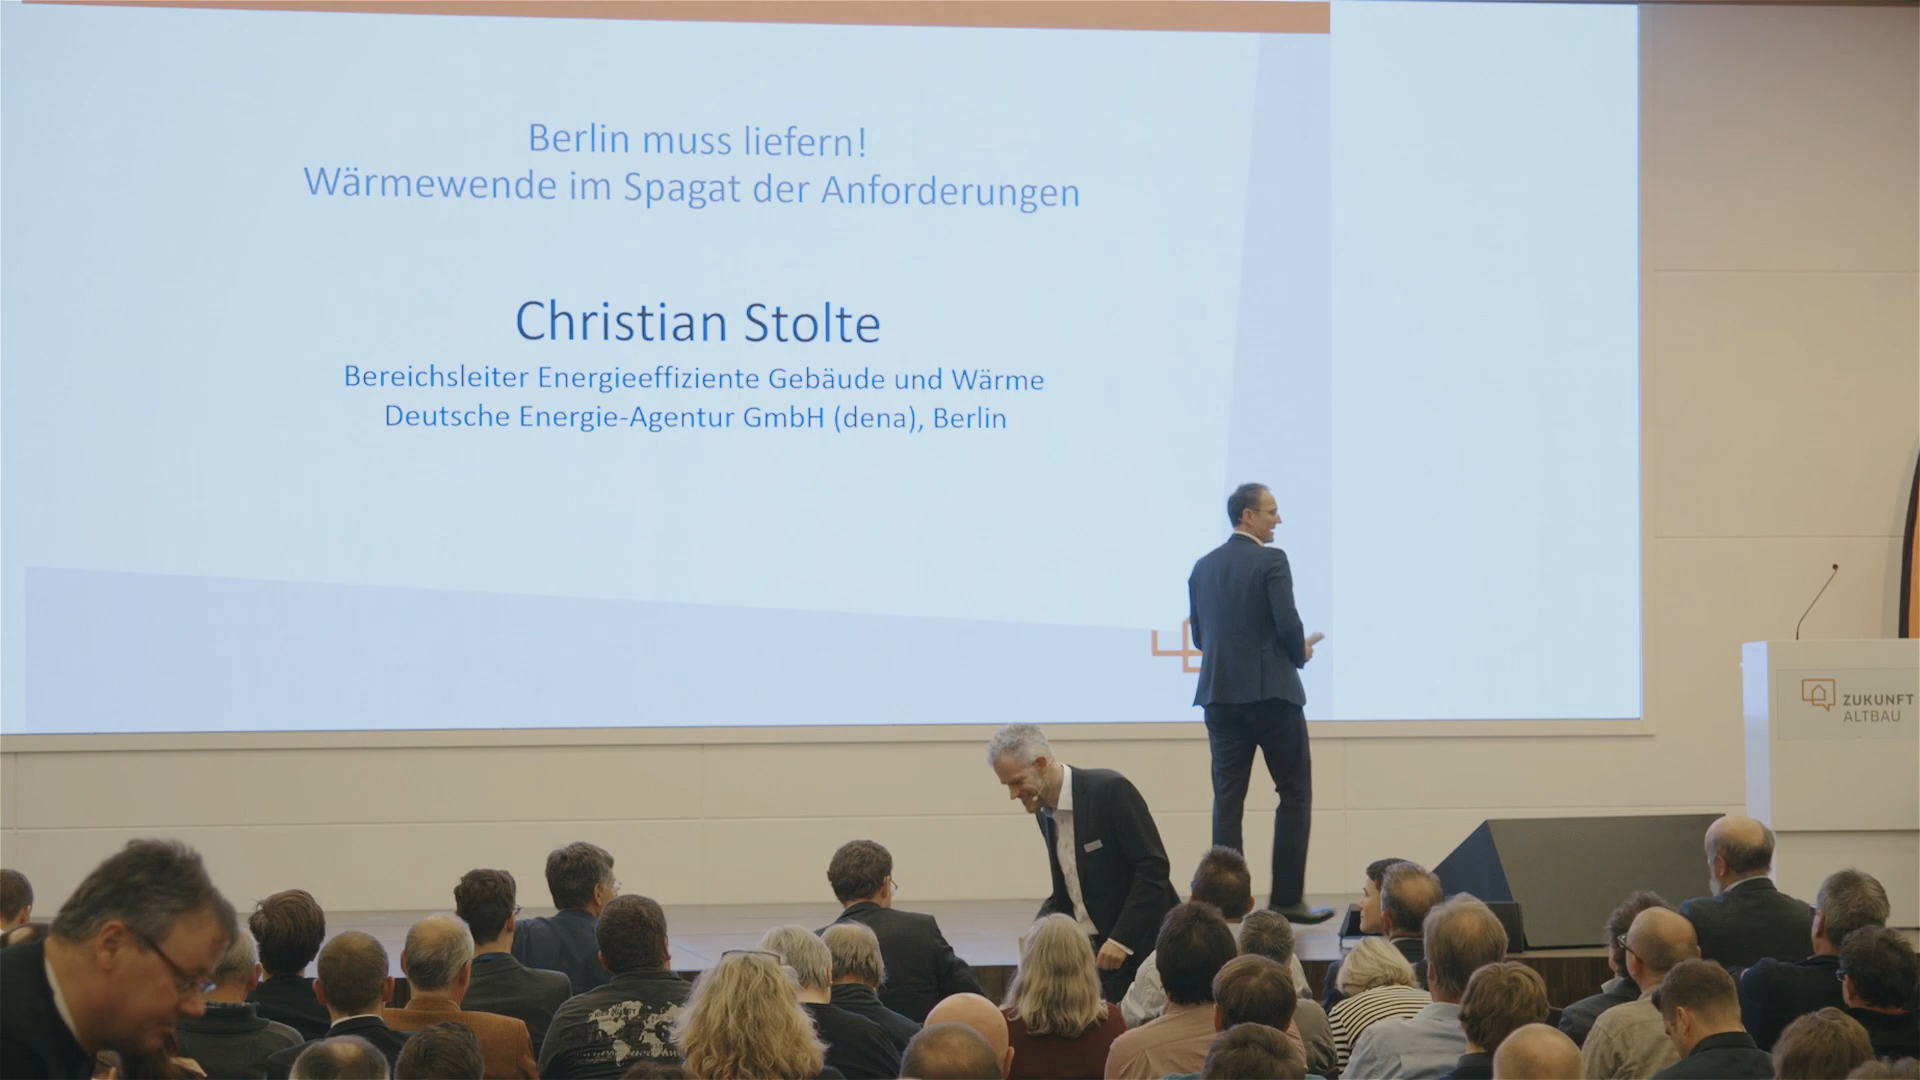 Berlin muss liefern!
Wärmewende im Spagat der Anforderungen
Christian Stolte
Bereichsleiter Energieeffiziente Gebäude und Wärme
Deutsche Energie-Agentur GmbH (dena), Berlin
ZUKUNFT
ALTBAU